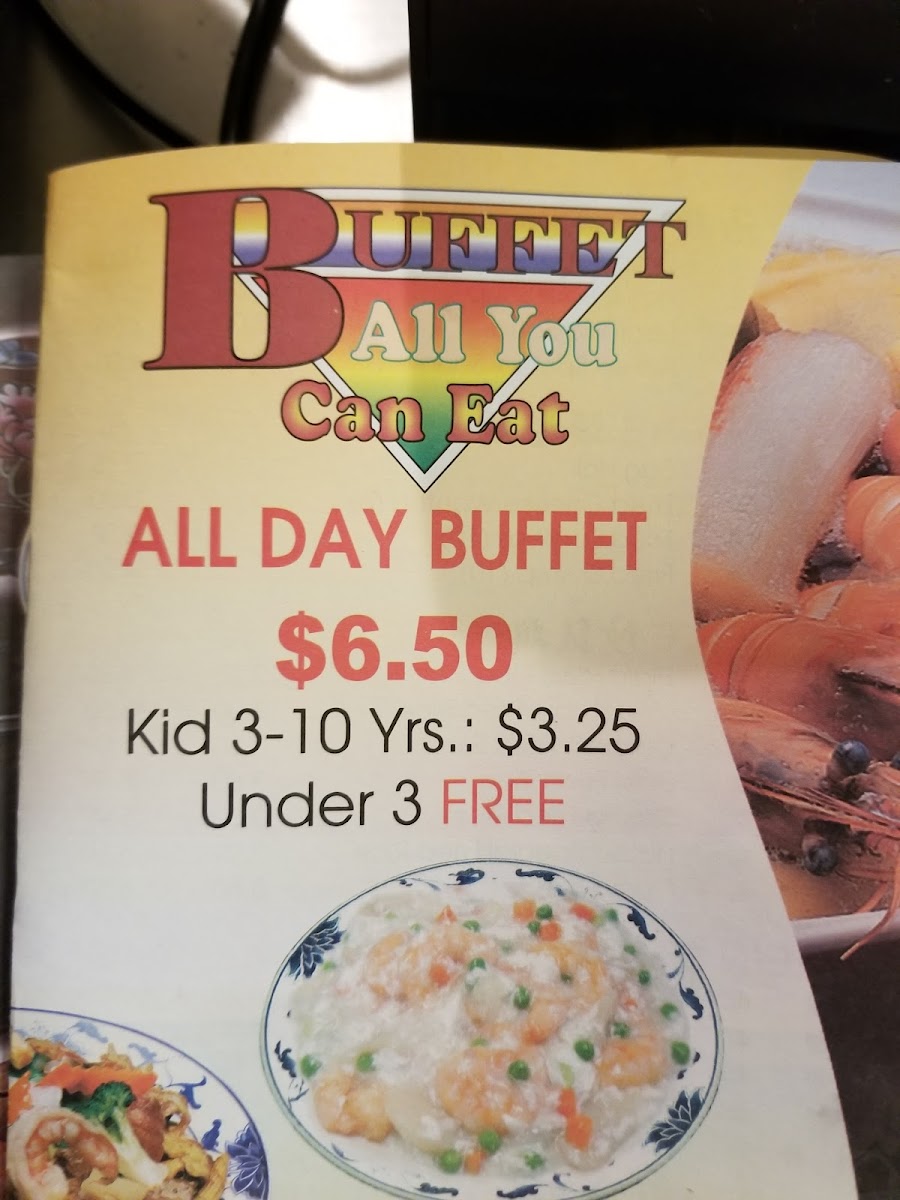 BUFFET
All You
Can Eat
ALL DAY BUFFET
$6.50
Kid 3-10 Yrs.: $3.25
Under 3 FREE